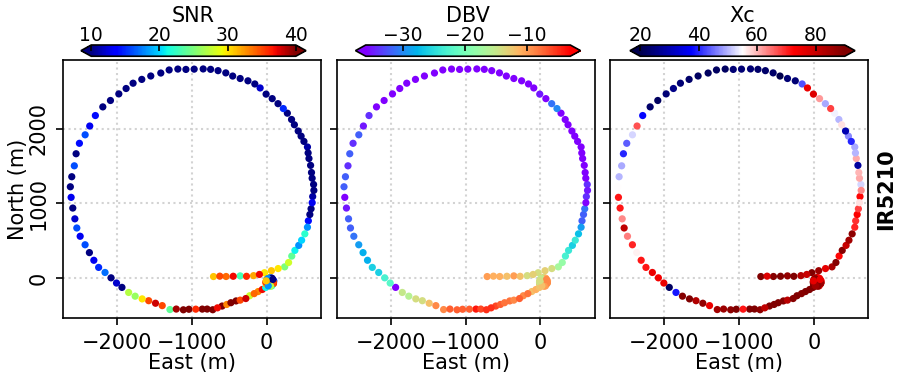 SNR DBV Xc
10 20 30 40 −30 −20 −10 20 40 60 80
North (m)
2000
1000
0
IR5210
−2000 −1000 0 −2000 −1000 0 −2000 −1000 0
East (m) East (m) East (m)